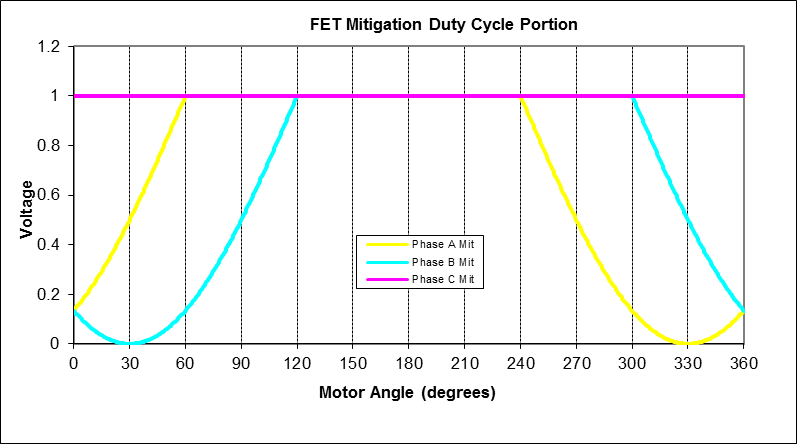 FET Mitigation Duty Cycle Portion
1.2
1
0.8
0.6
0.4
0.2
0
Voltage
Phase A Mit
Phase B Mit
Phase C Mit
0 30 60 90 120 150 180 210 240 270 300 330 360
Motor Angle (degrees)